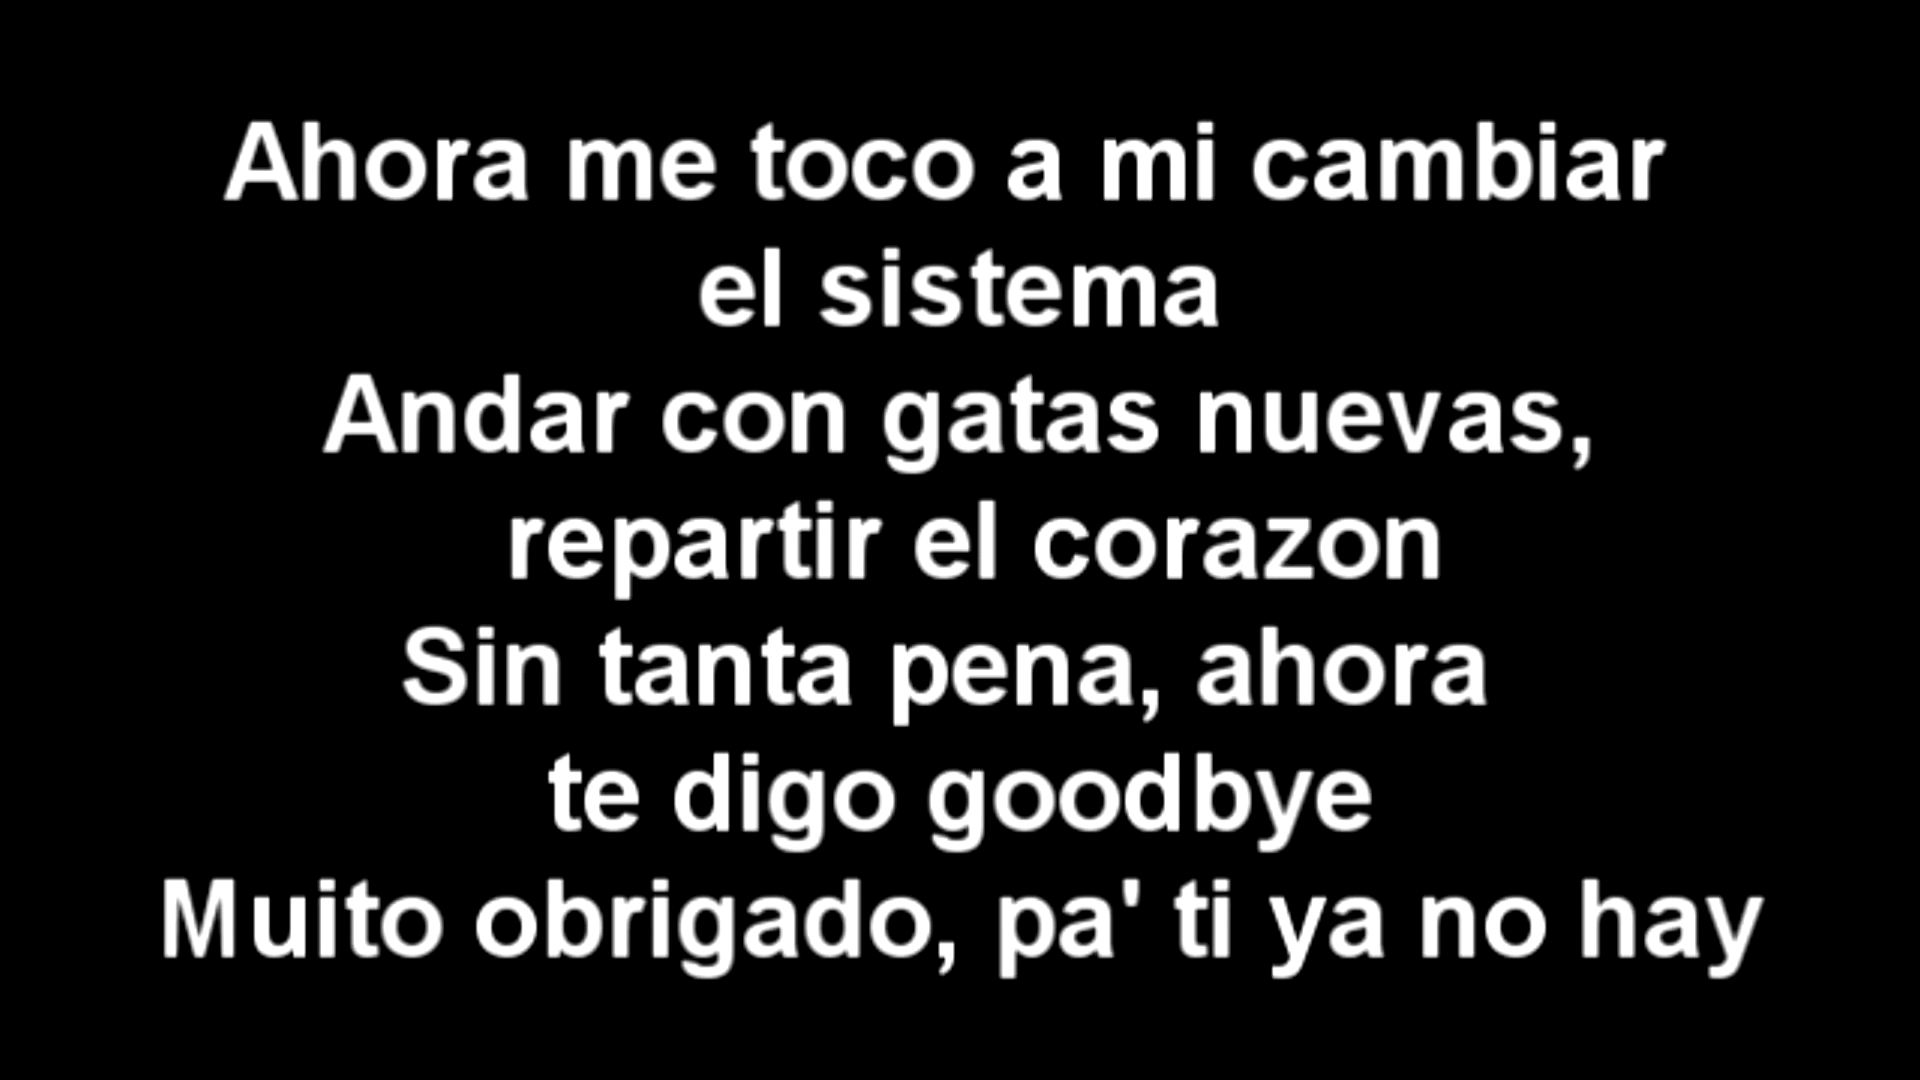 Ahora me toco a mi cambiar
el sistema
Andar con gatas nuevas,
repartir el corazon
Sin tanta pena, ahora
te digo goodbye
Muito obrigado, pa' ti ya no hay